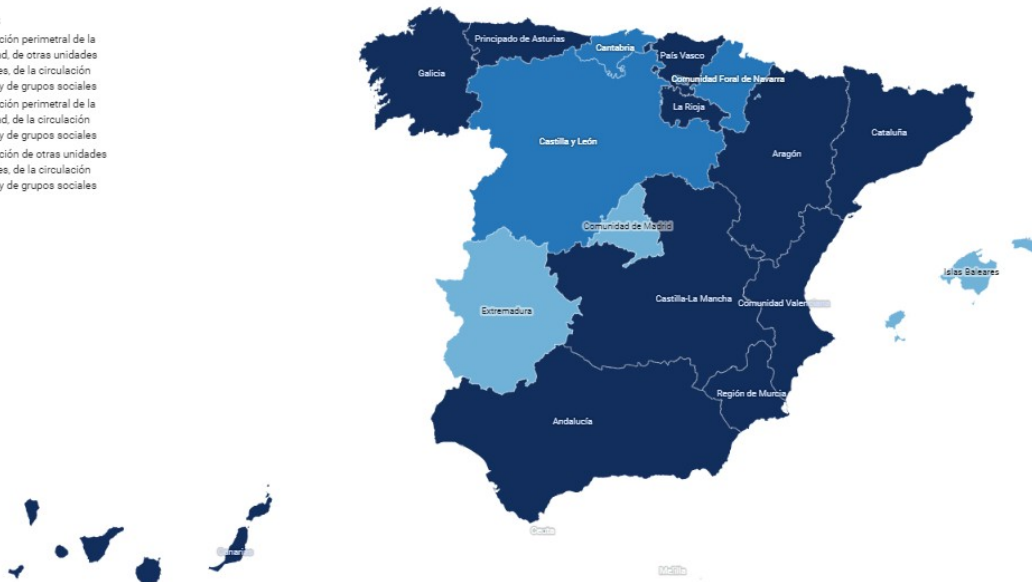 ción perimetral de la
d, de otras unidades
es, de la circulación
y de grupos sociales
ción perimetral de la
d, de la circulación
y de grupos sociales
ción de otras unidades
es, de la circulación
y de grupos sociales
Principado de Asturias
Cantabria
País Vasco
Galicia
Comunidad Foral de Navarra
La Rioja
Cataluña
Castilla y León
Aragón
Comunidad de Madrid
Islas Baleares
Castilla-La Mancha
Comunidad Valenciana
Extremadura
Región de Murcia
Andalucía
Ceuta
Canarias
Melilla